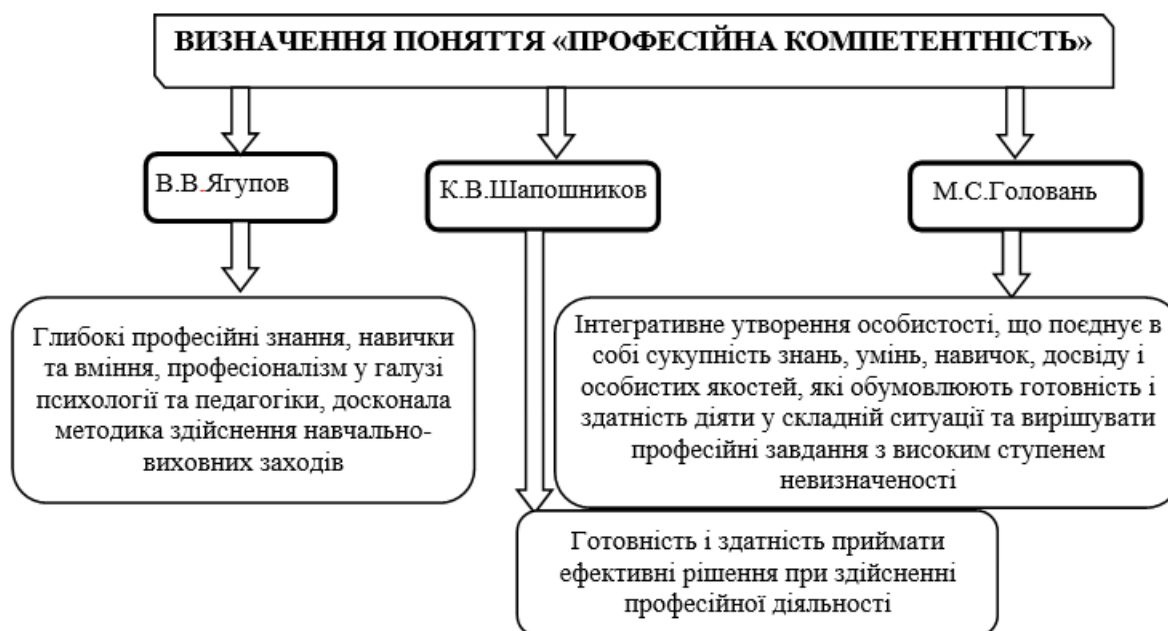 ВИЗНАЧЕННЯ ПОНЯТТЯ «ПРОФЕСІЙНА КОМПЕТЕНТНІСТЬ»
В.В.Ягупов
К.В.Шапошников
М.С.Головань
Глибокі професійні знання, навички
та вміння, професіоналізм у галузі
психології та педагогіки, досконала
методика здійснення навчально-
виховних заходів
Інтегративне утворення особистості, що поєднує в
собі сукупність знань, умінь, навичок, досвіду і
особистих якостей, які обумовлюють готовність і
здатність діяти у складній ситуації та вирішувати
професійні завдання з високим ступенем
невизначеності
Готовність і здатність приймати
ефективні рішення при здійсненні
професійної діяльності